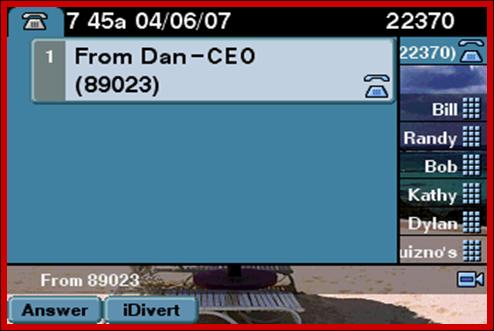 7 45a 04/06/07 22370
1 From Dan-CEO
(89023)
22370)
Bill
Randy
Bob
Kathy
Dylan
uizno's
From 89023
Answer iDivert